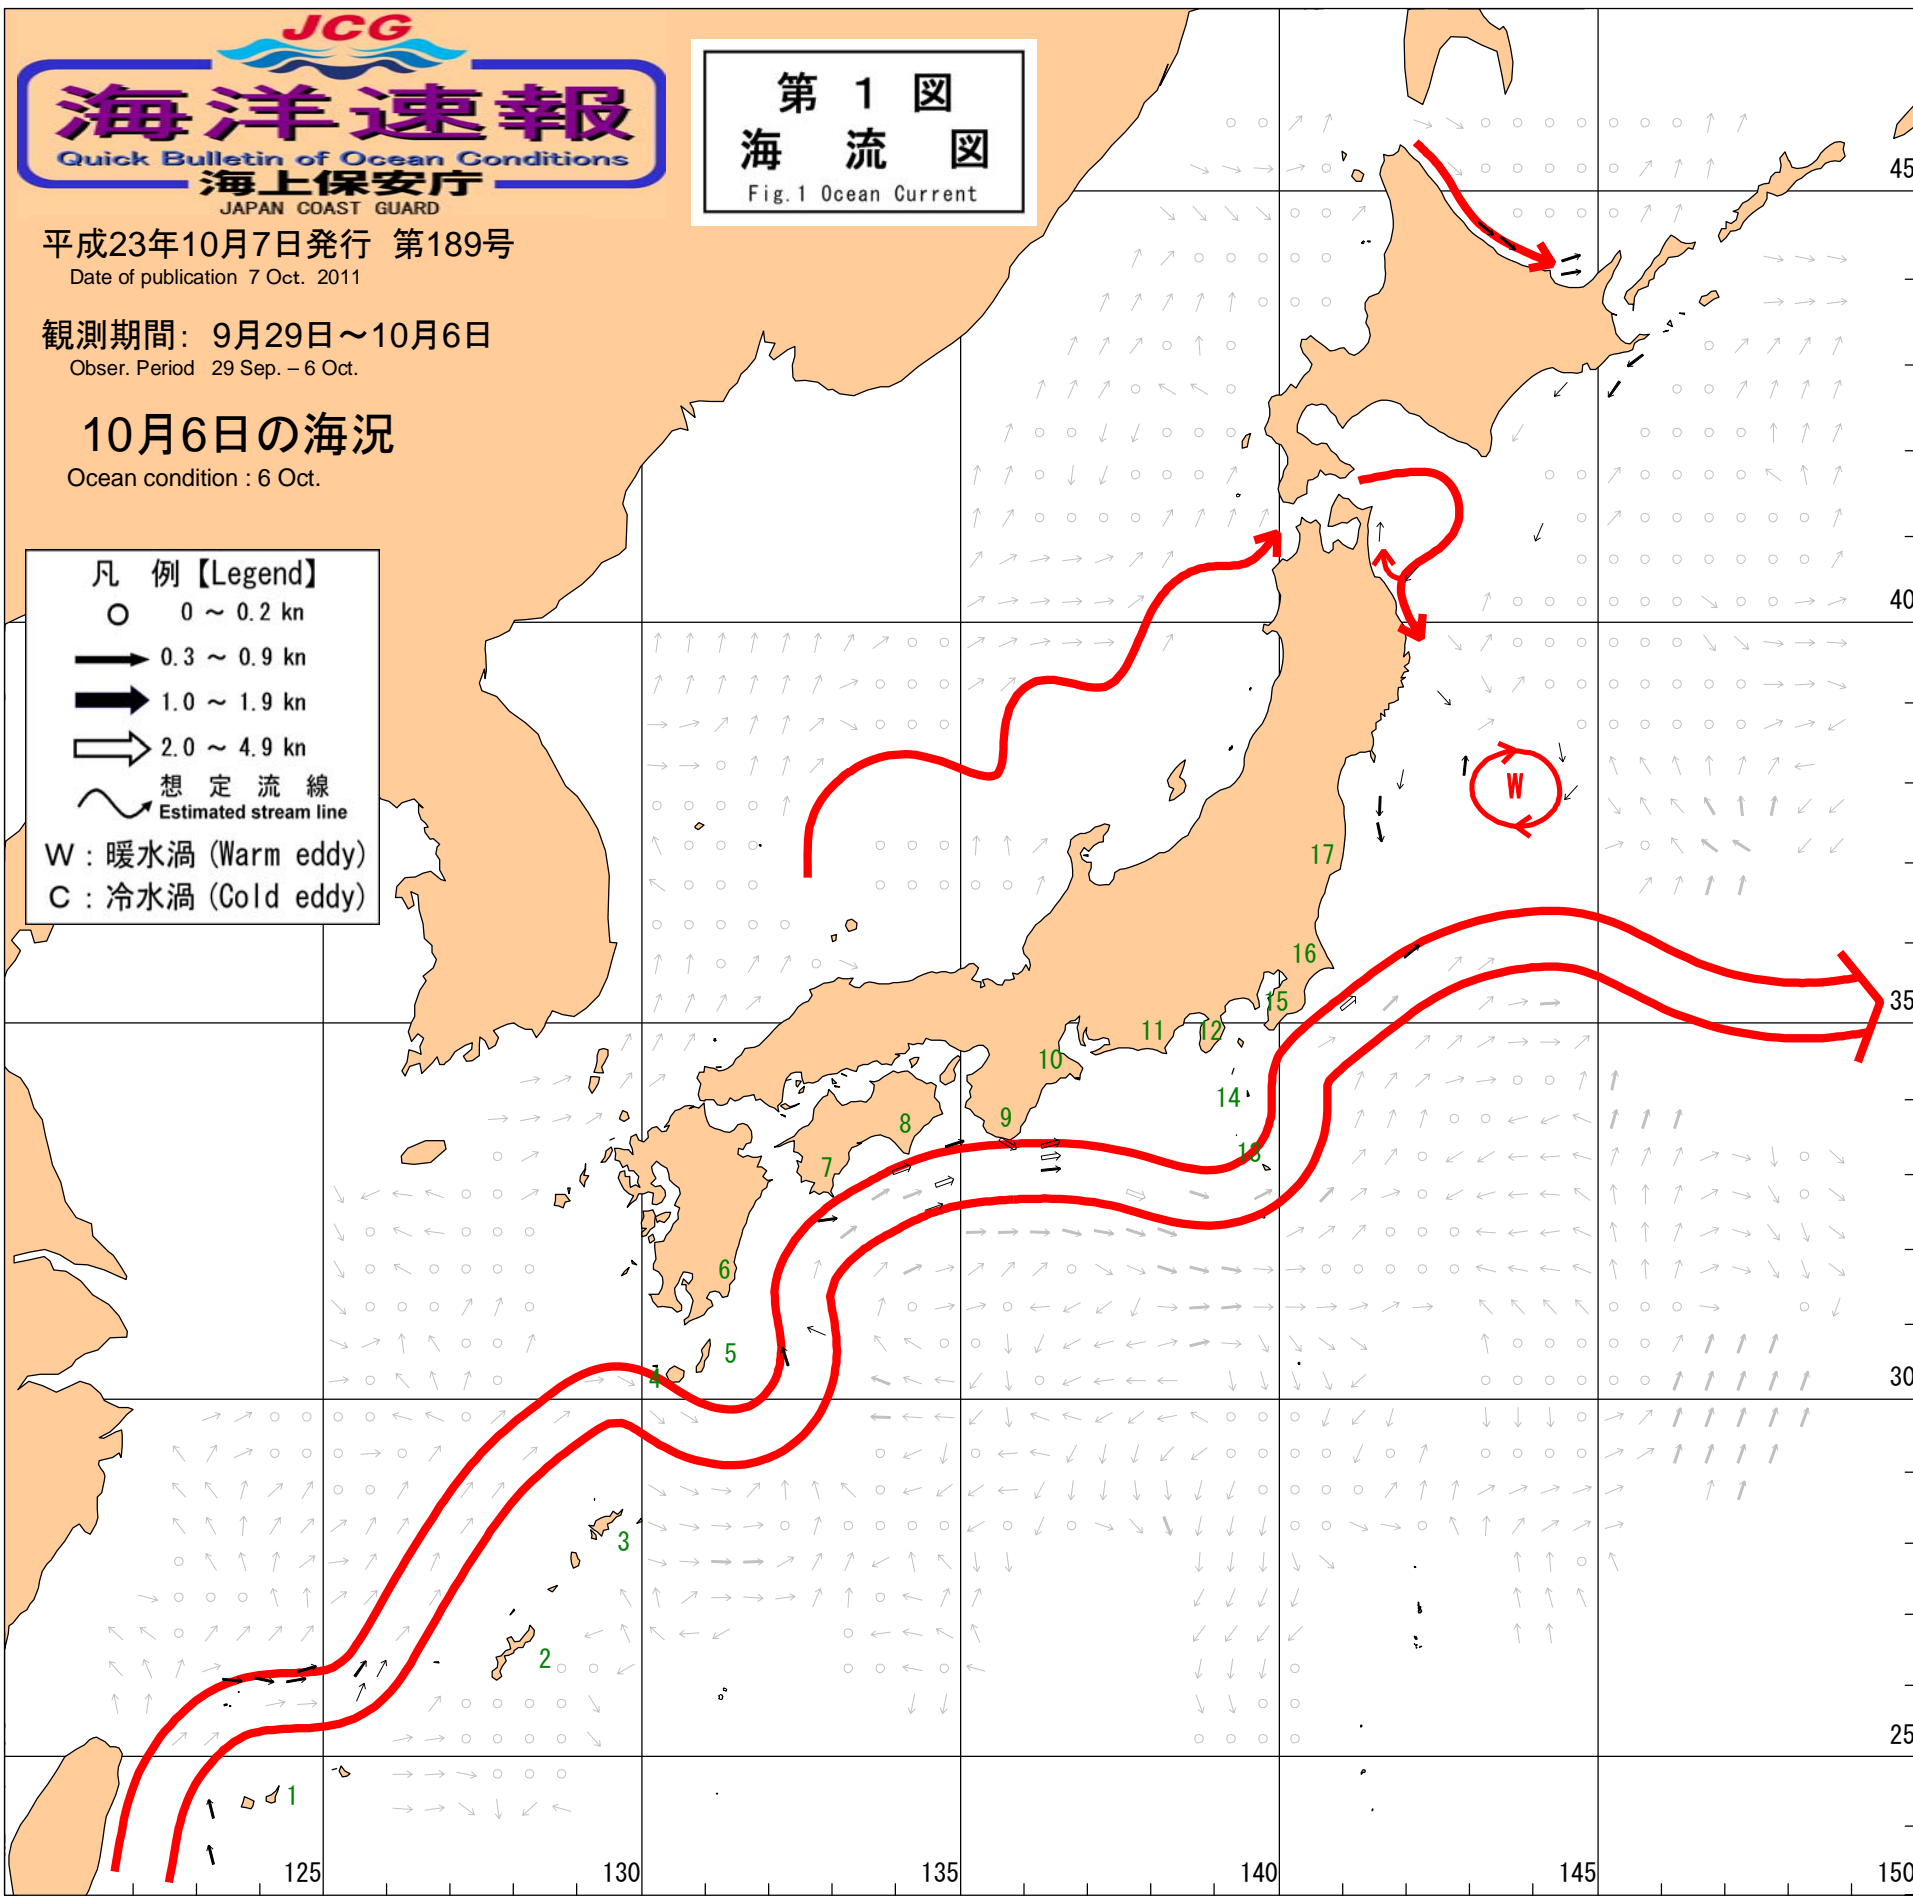 JCG
海洋速報
Quick Bulletin of Ocean Conditions
海上保安庁
JAPAN COAST GUARD
第 1 図
海 流 図
Fig.1 Ocean Current
平成23年10月7日発行 第189号
Date of publication 7 Oct. 2011
観測期間: 9月29日～10月6日
Obser. Period 29 Sep. – 6 Oct.
10月6日の海況
Ocean condition : 6 Oct.
凡 例【Legend】
0 ～ 0.2 kn
0.3 ～ 0.9 kn
1.0 ～ 1.9 kn
2.0 ～ 4.9 kn
想 定 流 線
Estimated stream line
W : 暖水渦 (Warm eddy)
C : 冷水渦 (Cold eddy)
45
40
W
17
16
15
35
11
12
10
14
8
9
13
7
6
5
4
30
3
2
25
1
125
130
135
140
145
150